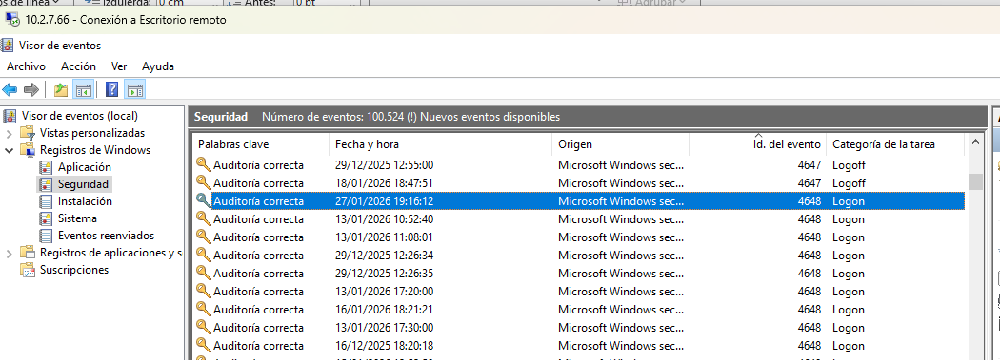 Izquierda: 0 cm Antes: 0 pt Agrupar
10.2.7.66 - Conexión a Escritorio remoto
Visor de eventos
Archivo Acción Ver Ayuda
Visor de eventos (local)
Vistas personalizadas
Registros de Windows
Aplicación
Seguridad
Instalación
Sistema
Eventos reenviados
Registros de aplicaciones y s
Suscripciones
Seguridad Número de eventos: 100.524 (!) Nuevos eventos disponibles
Palabras clave Fecha y hora Origen Id. del evento Categoría de la tarea
Auditoría correcta 29/12/2025 12:55:00 Microsoft Windows sec... 4647 Logoff
Auditoría correcta 18/01/2026 18:47:51 Microsoft Windows sec... 4647 Logoff
Auditoría correcta 27/01/2026 19:16:12 Microsoft Windows sec... 4648 Logon
Auditoría correcta 13/01/2026 10:52:40 Microsoft Windows sec... 4648 Logon
Auditoría correcta 13/01/2026 11:08:01 Microsoft Windows sec... 4648 Logon
Auditoría correcta 29/12/2025 12:26:34 Microsoft Windows sec... 4648 Logon
Auditoría correcta 29/12/2025 12:26:35 Microsoft Windows sec... 4648 Logon
Auditoría correcta 13/01/2026 17:20:00 Microsoft Windows sec... 4648 Logon
Auditoría correcta 16/01/2026 18:21:21 Microsoft Windows sec... 4648 Logon
Auditoría correcta 13/01/2026 17:30:00 Microsoft Windows sec... 4648 Logon
Auditoría correcta 16/12/2025 18:20:18 Microsoft Windows sec... 4648 Logon